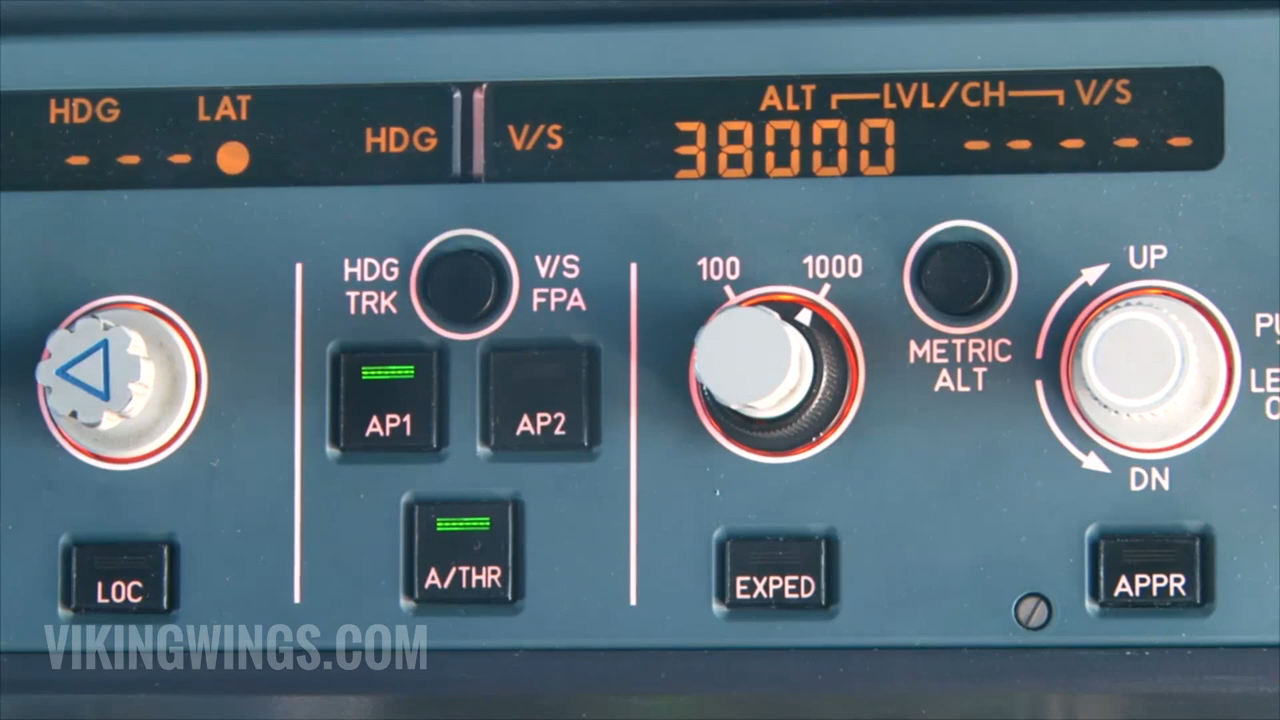 HDG LAT
--- ●
HDG V/S
ALT LVL/CH V/S
38000 -----
HDG
TRK
V/S
FPA
100 1000
METRIC
ALT
UP
DN
AP1 AP2
A/THR
LOC
EXPED
APPR
VIKINGWINGS.COM